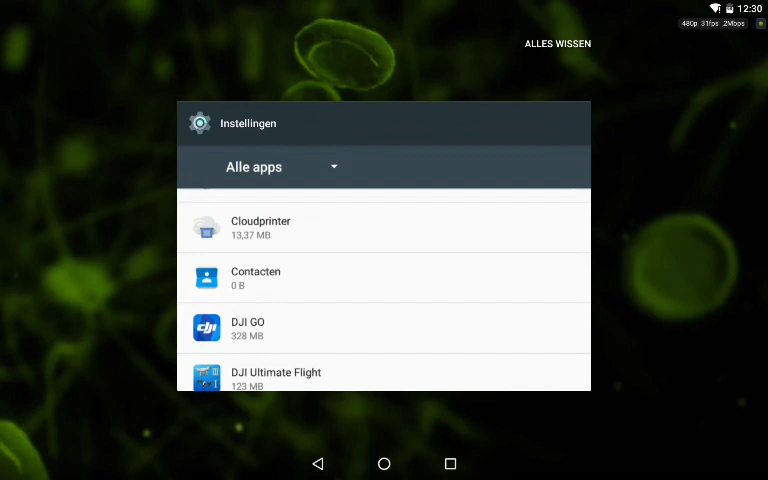 12:30
480p 31fps .2Mbps
ALLES WISSEN
Instellingen
Alle apps
Cloudprinter
13,37 MB
Contacten
0 B
dji
DJI GO
328 MB
DJI Ultimate Flight
123 MB